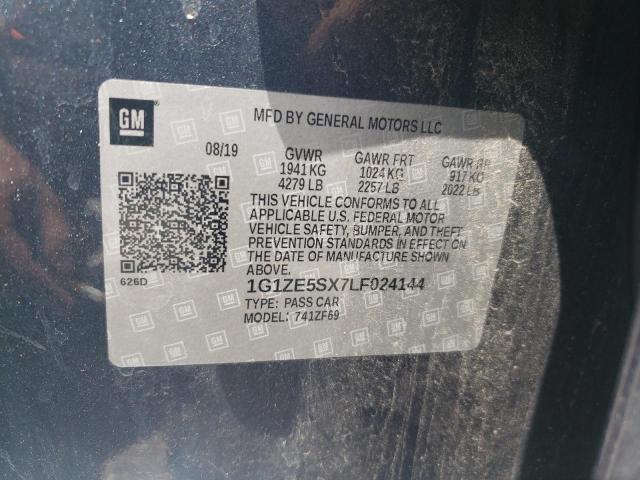 GM
MFD BY GENERAL MOTORS LLC
08/19 GVWR GAWR FRT GAWR RR
1941 KG 1024 KG 917 KG
4279 LB 2257 LB 2022 LB
THIS VEHICLE CONFORMS TO ALL
APPLICABLE U.S. FEDERAL MOTOR
VEHICLE SAFETY, BUMPER, AND THEFT
PREVENTION STANDARDS IN EFFECT ON
THE DATE OF MANUFACTURE SHOWN
ABOVE.
626D
1G1ZE5SX7LF024144
TYPE: PASS CAR
MODEL: 741ZF69